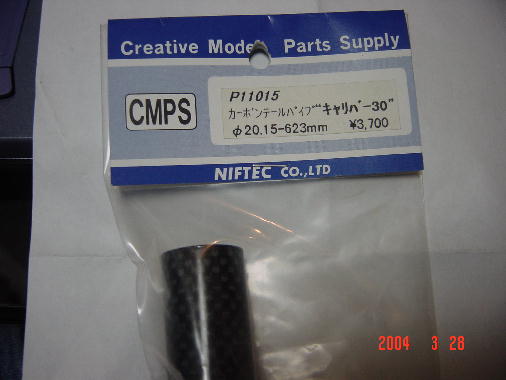 Creative Model Parts Supply
CMPS
P11015
カーボンテールパイプ"キャリバー30"
φ20.15-623mm ¥3,700
NIFTEC CO.,LTD
2004 3 28